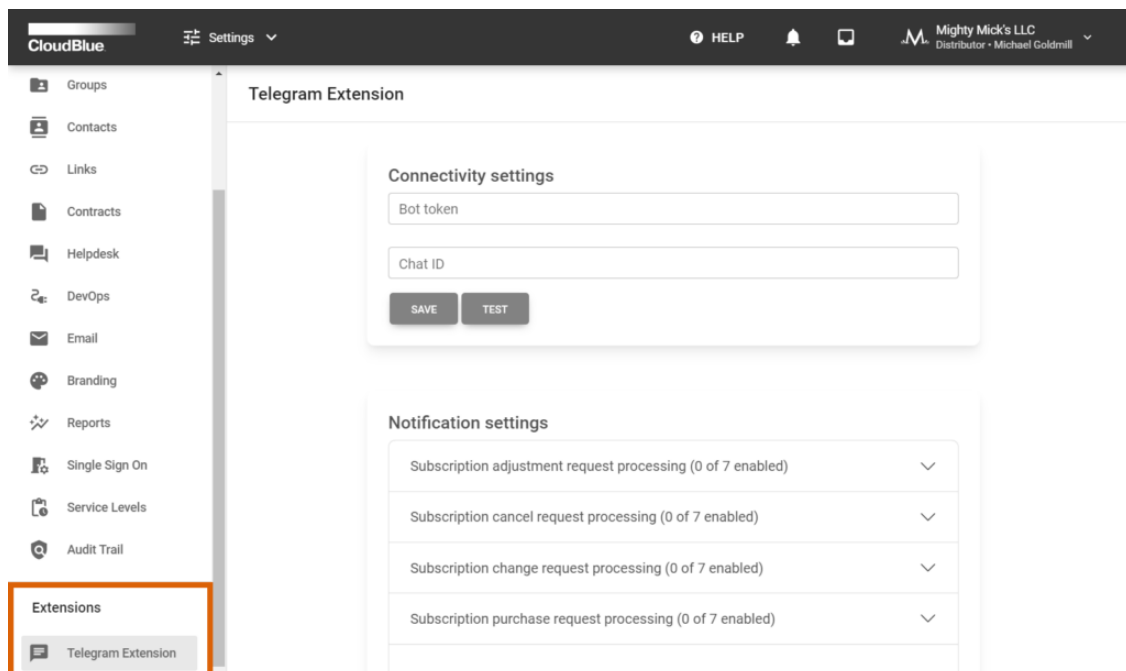 CloudBlue
Settings
HELP
Mighty Mick's LLC
Distributor • Michael Goldmill
Groups
Contacts
Links
Contracts
Helpdesk
DevOps
Email
Branding
Reports
Single Sign On
Service Levels
Audit Trail
Extensions
Telegram Extension
Telegram Extension
Connectivity settings
Bot token
Chat ID
SAVE
TEST
Notification settings
Subscription adjustment request processing (0 of 7 enabled)
Subscription cancel request processing (0 of 7 enabled)
Subscription change request processing (0 of 7 enabled)
Subscription purchase request processing (0 of 7 enabled)